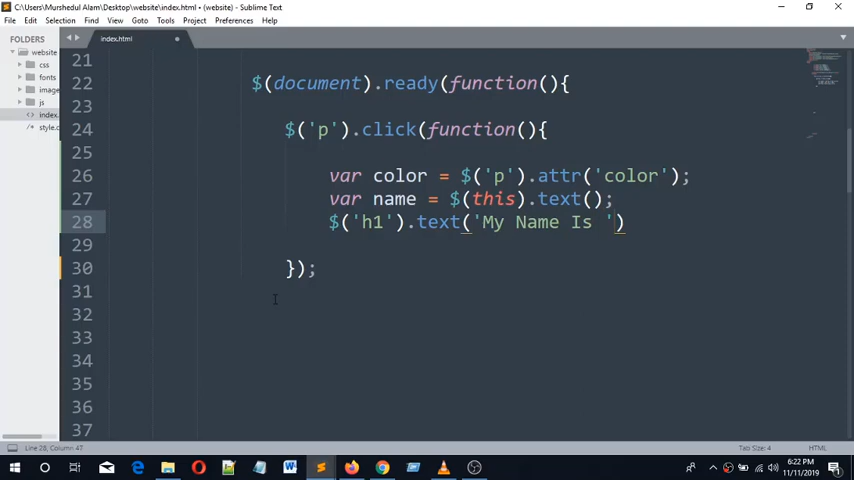 C:\Users\Murshedul Alam\Desktop\website\index.html • (website) - Sublime Text
File Edit Selection Find View Goto Tools Project Preferences Help
FOLDERS
index.html
website
css
fonts
image
js
index.
style.c
21
22 $(document).ready(function(){
23
24 $('p').click(function(){
25
26 var color = $('p').attr('color');
27 var name = $(this).text();
28 $('h1').text('My Name Is ')
29
30 });
31
32
33
34
35
36
37
Line 28, Column 47
Tab Size: 4
HTML
6:22 PM
11/11/2019